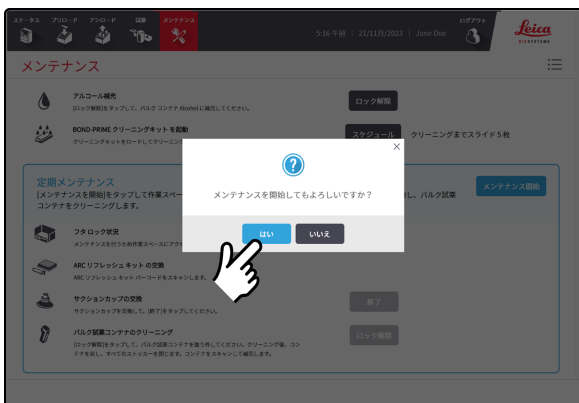 ステータス プリロード アンロード 試薬 メンテナンス
5:16 午前 | 21/11月/2023 | Jane Doe
ログアウト
Leica
BIOSYSTEMS
メンテナンス
アルコール補充
[ロック解除]をタップして、バルク コンテナ Alcohol に補充してください。
ロック解除
BOND-PRIME クリーニングキット を起動
クリーニングキットをロードしてクリーニン
スケジュール
クリーニングまでスライド 5 枚
メンテナンスを開始してもよろしいですか？
はい
いいえ
定期メンテナンス
[メンテナンスを開始]をタップして作業スペー
し、バルク試薬
コンテナをクリーニングします。
メンテナンス開始
フタ ロック状況
メンテナンスを行うため作業スペースにアク
ARC リフレッシュ キット の交換
ARC リフレッシュ キット バーコードをスキャンします。
サクションカップの交換
サクションカップを交換して、[終了]をタップしてください。
終了
バルク試薬コンテナのクリーニング
[ロック解除]をタップして、バルク試薬コンテナを取り外してください。クリーニング後、コン
テナを戻し、すべてのストッカーを閉じます。コンテナをスキャンして補充します。
ロック解除